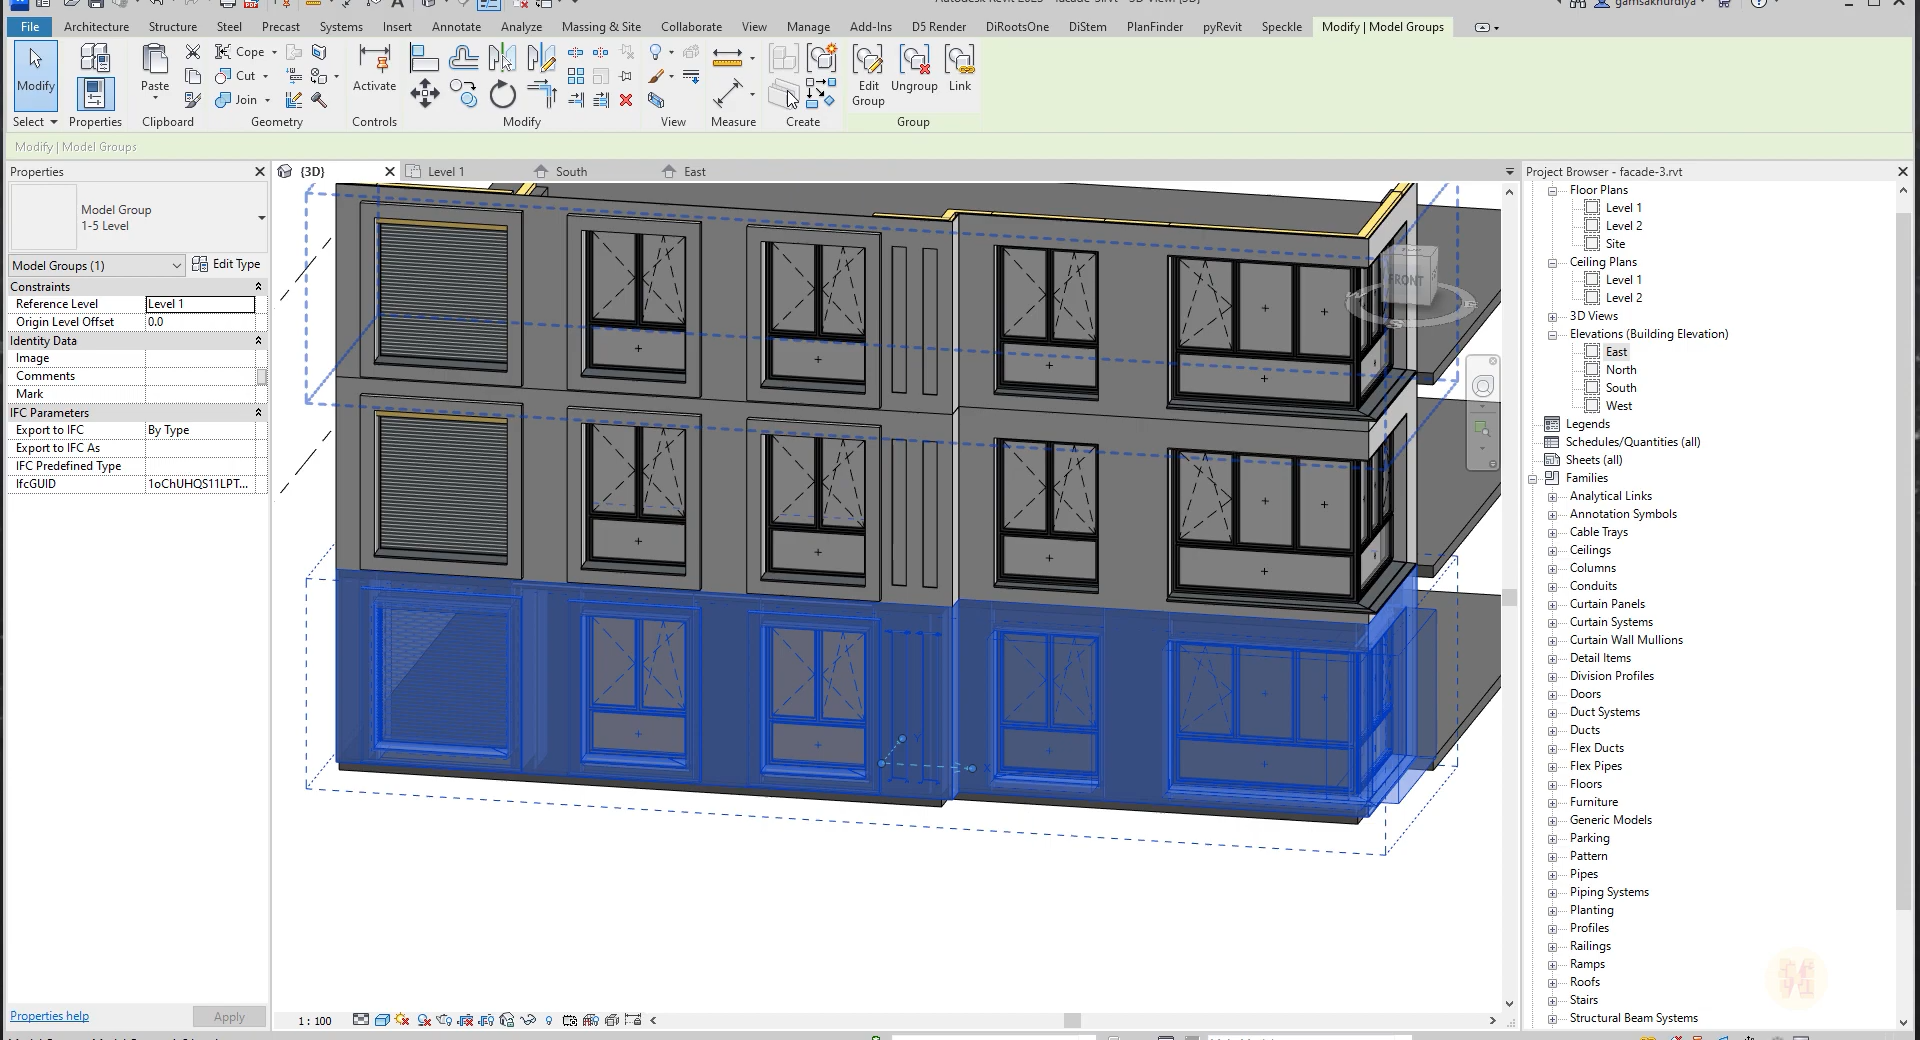 gamsakhurdiya
File Architecture Structure Steel Precast Systems Insert Annotate Analyze Massing & Site Collaborate View Manage Add-Ins D5 Render DiRootsOne DiStem PlanFinder pyRevit Speckle Modify | Model Groups
Modify Paste Cope Cut Join Activate Edit Group Ungroup Link
Select Properties Clipboard Geometry Controls Modify View Measure Create Group
Modify | Model Groups
Properties
{3D} Level 1 South East
Project Browser - facade-3.rvt
Model Group
1-5 Level
Model Groups (1) Edit Type
Constraints
Reference Level Level 1
Origin Level Offset 0.0
Identity Data
Image
Comments
Mark
IFC Parameters
Export to IFC By Type
Export to IFC As
IFC Predefined Type
IfcGUID 1oChUHQS11LPT...
Properties help Apply
FRONT
1 : 100
Floor Plans
Level 1
Level 2
Site
Ceiling Plans
Level 1
Level 2
3D Views
Elevations (Building Elevation)
East
North
South
West
Legends
Schedules/Quantities (all)
Sheets (all)
Families
Analytical Links
Annotation Symbols
Cable Trays
Ceilings
Columns
Conduits
Curtain Panels
Curtain Systems
Curtain Wall Mullions
Detail Items
Division Profiles
Doors
Duct Systems
Ducts
Flex Ducts
Flex Pipes
Floors
Furniture
Generic Models
Parking
Pattern
Pipes
Piping Systems
Planting
Profiles
Railings
Ramps
Roofs
Stairs
Structural Beam Systems